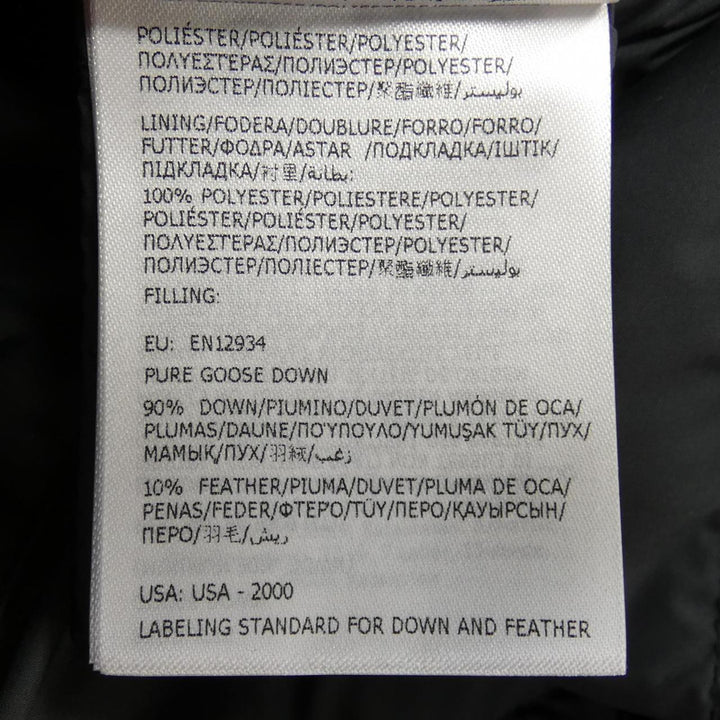 POLIÉSTER/POLIÉSTER/POLYESTER/
ΠΟΛΥΕΣΤΕΡΑΣ/ПОЛИЭСТЕР/POLYESTER/
ПОЛИЭСТЕР/ПОЛІЕСТЕР/聚酯纖維/بوليستر
LINING/FODERA/DOUBLURE/FORRO/FORRO/
FUTTER/ΦΟΔΡΑ/ASTAR /ПОДКЛАДКА/ІШТІК/
ПІДКЛАДКА/衬里/بطانة:
100% POLYESTER/POLIESTERE/POLYESTER/
POLIÉSTER/POLIÉSTER/POLYESTER/
ΠΟΛΥΕΣΤΕΡΑΣ/ПОЛИЭСТЕР/POLYESTER/
ПОЛИЭСТЕР/ПОЛІЕСТЕР/聚酯纖維/بوليستر
FILLING:
EU: EN12934
PURE GOOSE DOWN
90% DOWN/PIUMINO/DUVET/PLUMÓN DE OCA/
PLUMAS/DAUNE/ΠΟΎΠΟΥΛΟ/YUMUŞAK TÜY/ПУХ/
МАМЫҚ/ПУХ/羽絨/زغب
10% FEATHER/PIUMA/DUVET/PLUMA DE OCA/
PENAS/FEDER/ΦΤΕΡΟ/TÜY/ПЕРО/ҚАУЫРСЫН/
ПЕРО/羽毛/ريش
USA: USA - 2000
LABELING STANDARD FOR DOWN AND FEATHER